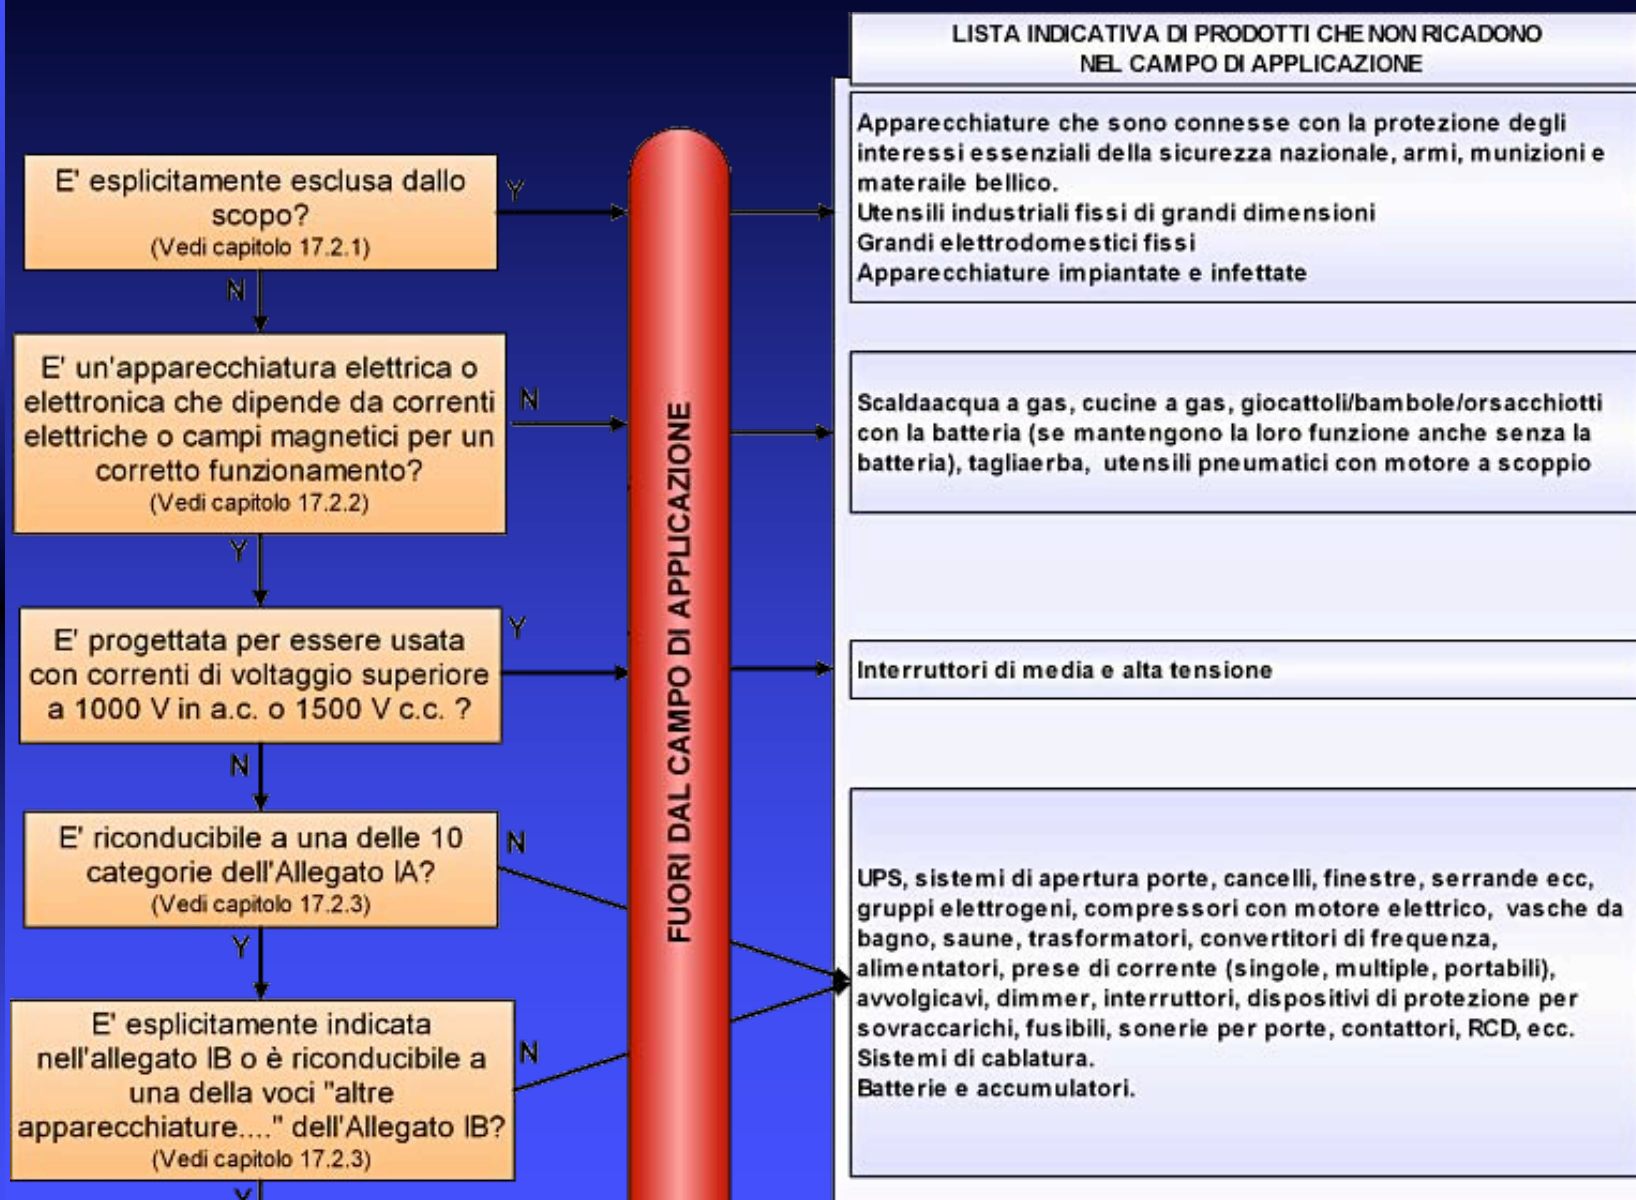 LISTA INDICATIVA DI PRODOTTI CHE NON RICADONO
NEL CAMPO DI APPLICAZIONE
E' esplicitamente esclusa dallo
scopo?
(Vedi capitolo 17.2.1)
Y
N
Apparecchiature che sono connesse con la protezione degli
interessi essenziali della sicurezza nazionale, armi, munizioni e
materaile bellico.
Utensili industriali fissi di grandi dimensioni
Grandi elettrodomestici fissi
Apparecchiature impiantate e infettate
E' un'apparecchiatura elettrica o
elettronica che dipende da correnti
elettriche o campi magnetici per un
corretto funzionamento?
(Vedi capitolo 17.2.2)
N
Y
Scaldaacqua a gas, cucine a gas, giocattoli/bambole/orsacchiotti
con la batteria (se mantengono la loro funzione anche senza la
batteria), tagliaerba, utensili pneumatici con motore a scoppio
FUORI DAL CAMPO DI APPLICAZIONE
E' progettata per essere usata
con correnti di voltaggio superiore
a 1000 V in a.c. o 1500 V c.c. ?
Y
N
Interruttori di media e alta tensione
E' riconducibile a una delle 10
categorie dell'Allegato IA?
(Vedi capitolo 17.2.3)
N
Y
UPS, sistemi di apertura porte, cancelli, finestre, serrande ecc,
gruppi elettrogeni, compressori con motore elettrico, vasche da
bagno, saune, trasformatori, convertitori di frequenza,
alimentatori, prese di corrente (singole, multiple, portabili),
avvolgicavi, dimmer, interruttori, dispositivi di protezione per
sovraccarichi, fusibili, sonerie per porte, contattori, RCD, ecc.
Sistemi di cablatura.
Batterie e accumulatori.
E' esplicitamente indicata
nell'allegato IB o è riconducibile a
una della voci "altre
apparecchiature...." dell'Allegato IB?
(Vedi capitolo 17.2.3)
N
Y